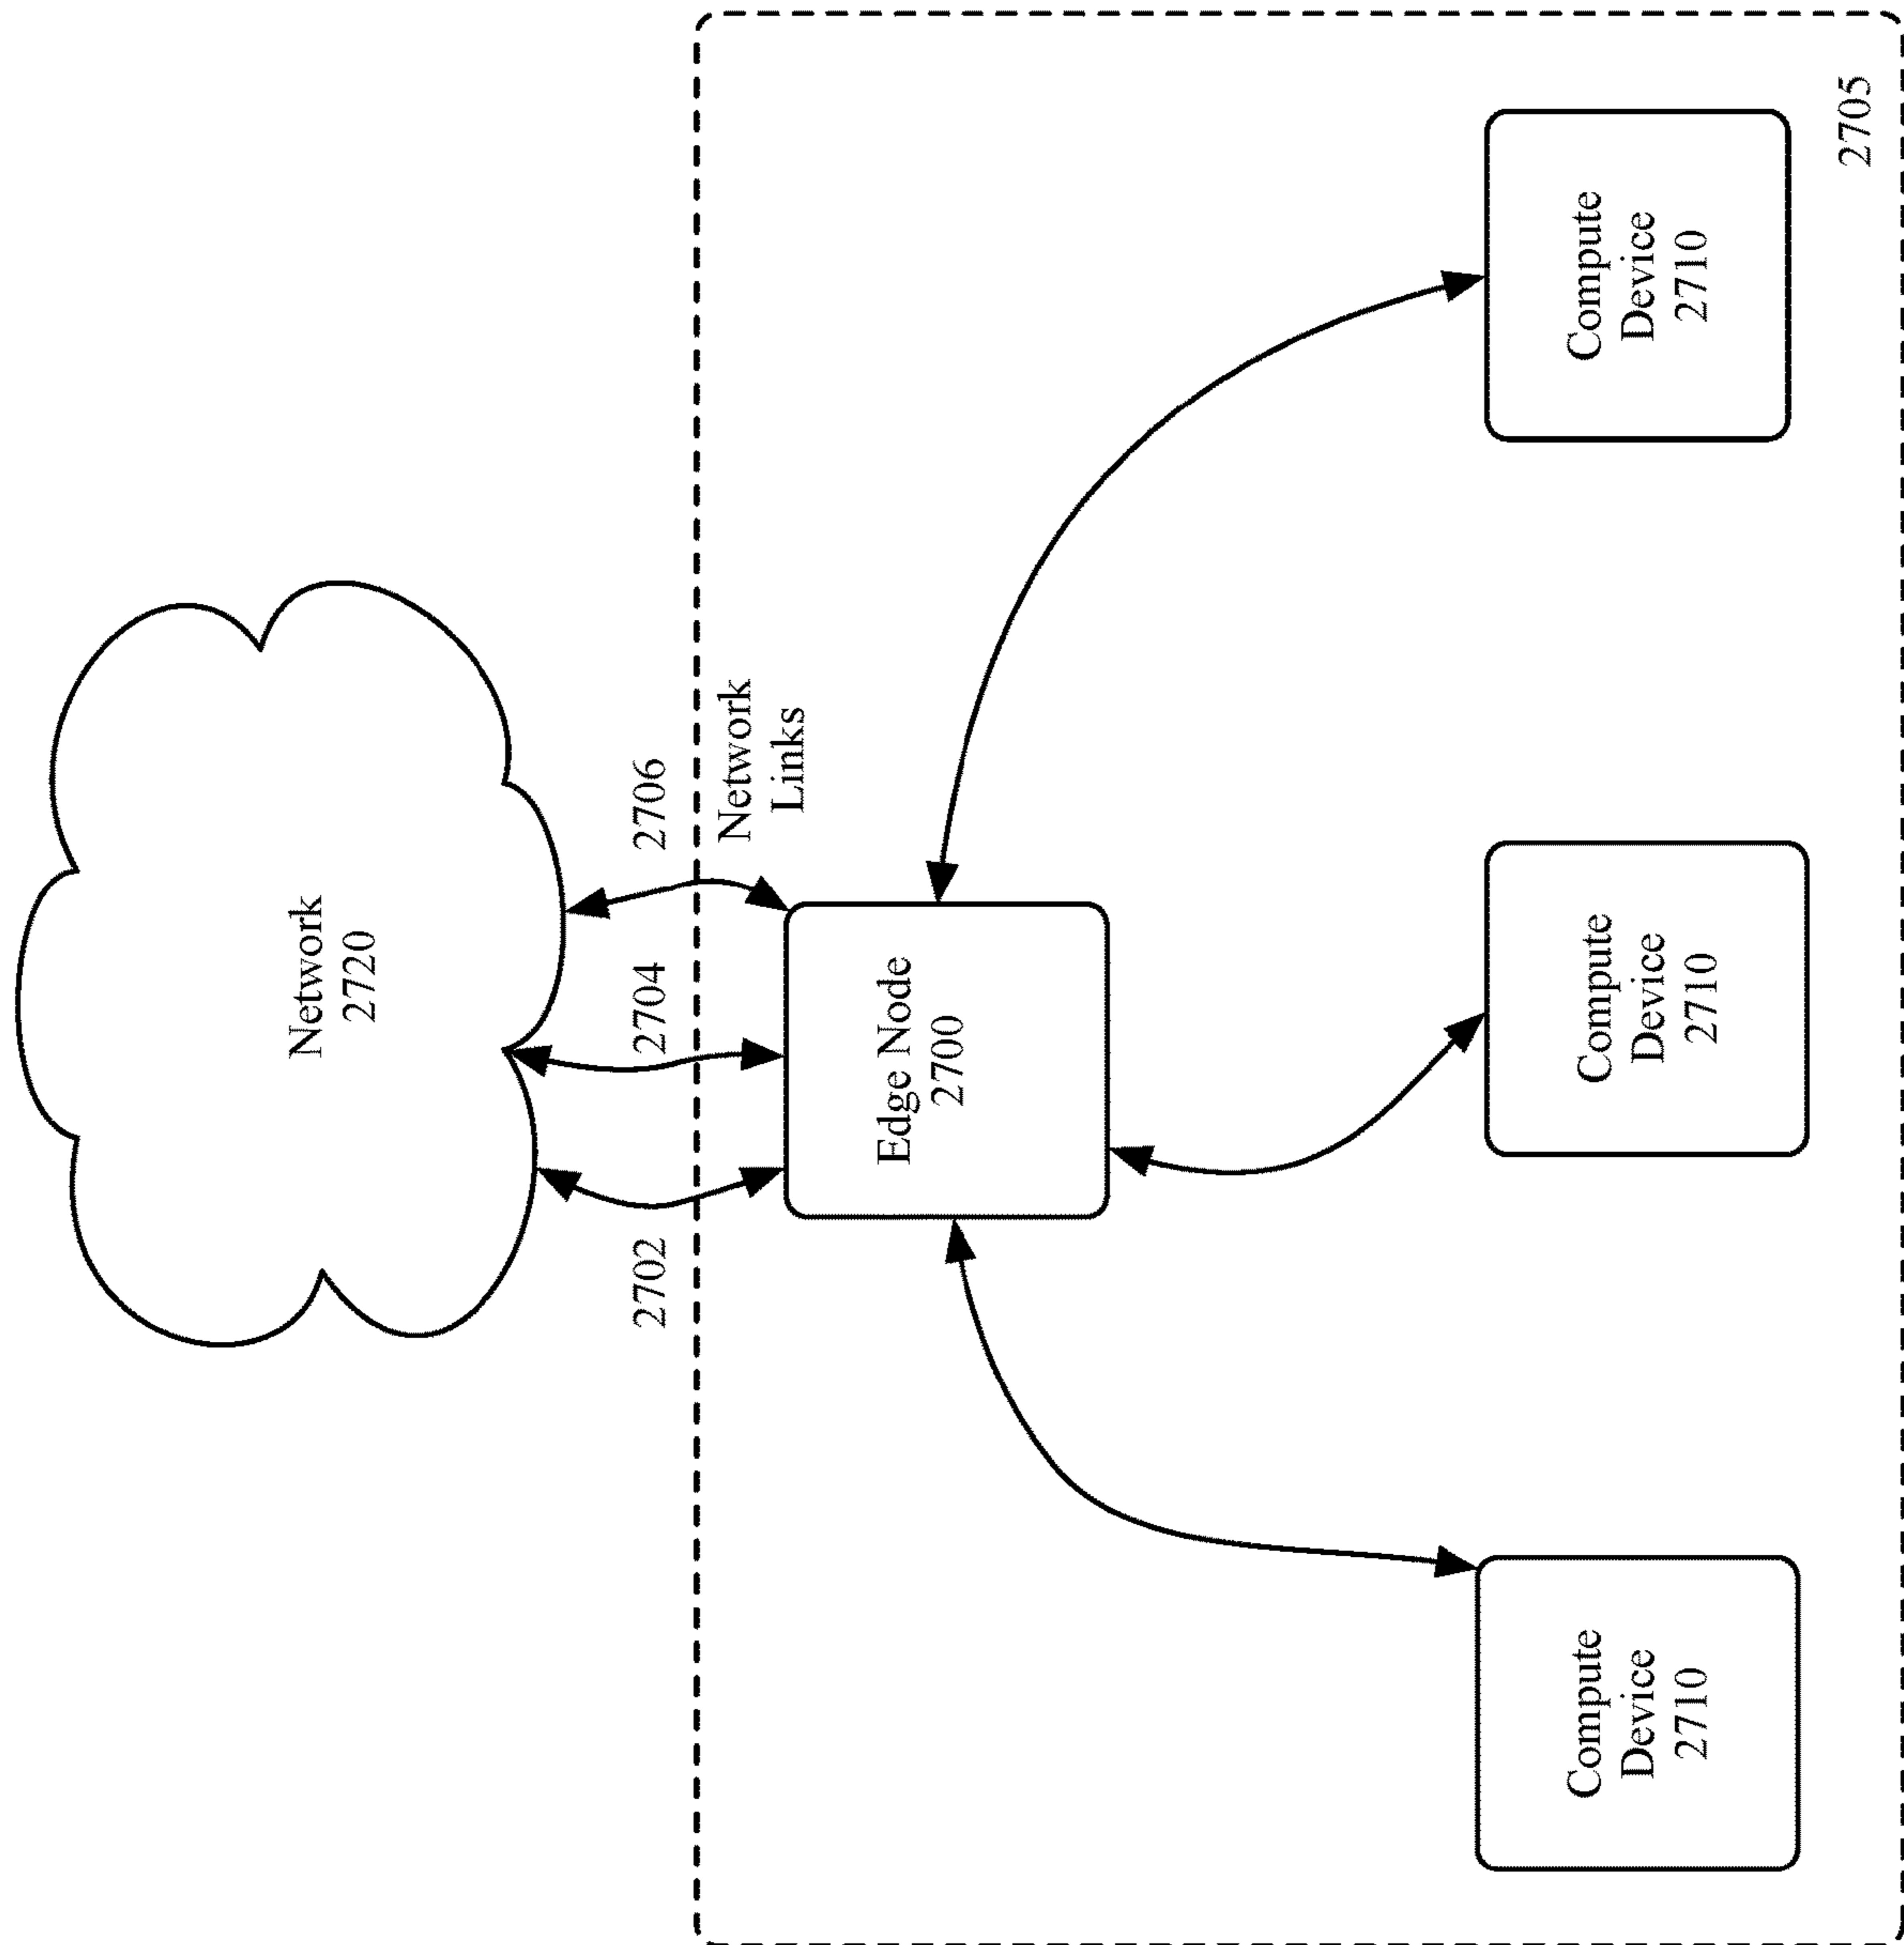 Network
2720
2702
2704
2706
Network
Links
Edge Node
2700
Compute
Device
2710
Compute
Device
2710
Compute
Device
2710
2705